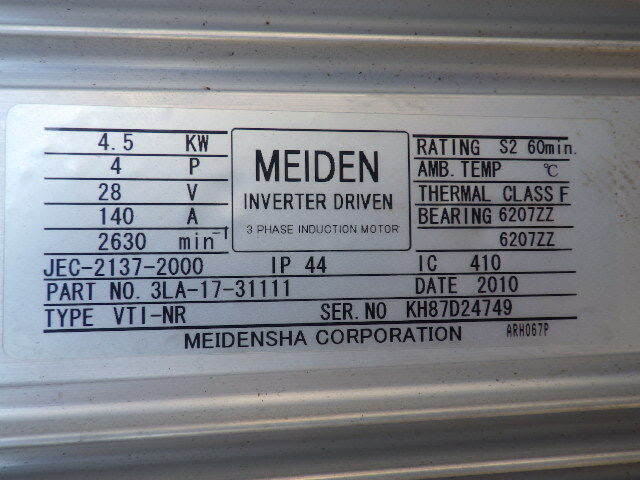 4.5 KW
4 P
28 V
140 A
2630 min⁻¹
MEIDEN
INVERTER DRIVEN
3 PHASE INDUCTION MOTOR
RATING S2 60min.
AMB. TEMP ℃
THERMAL CLASS F
BEARING 6207ZZ
6207ZZ
JEC-2137-2000 IP 44 IC 410
PART NO. 3LA-17-31111 DATE 2010
TYPE VTI-NR SER. NO KH87D24749
MEIDENSHA CORPORATION ARH067P